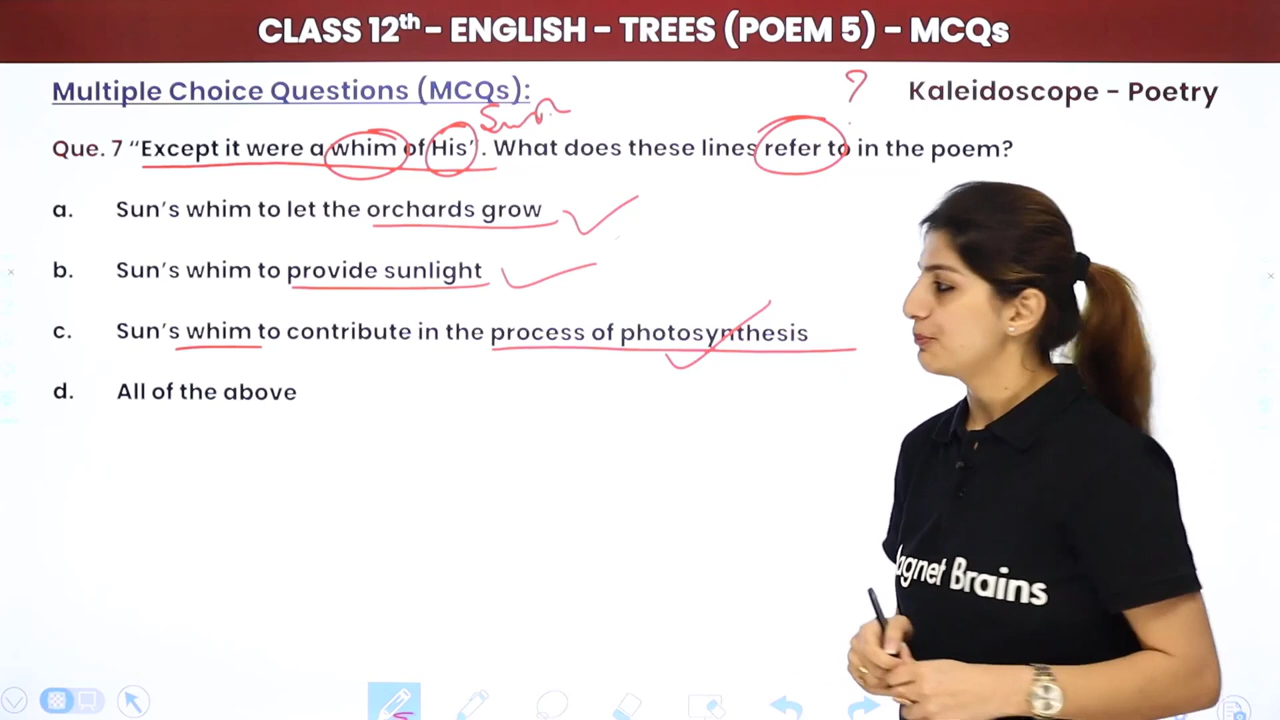 CLASS 12th – ENGLISH – TREES (POEM 5) – MCQs
Multiple Choice Questions (MCQs):
?
Kaleidoscope - Poetry
Sun
Que. 7 “Except it were a whim of His’. What does these lines refer to in the poem?
a. Sun’s whim to let the orchards grow
b. Sun’s whim to provide sunlight
c. Sun’s whim to contribute in the process of photosynthesis
d. All of the above
agnet Brains